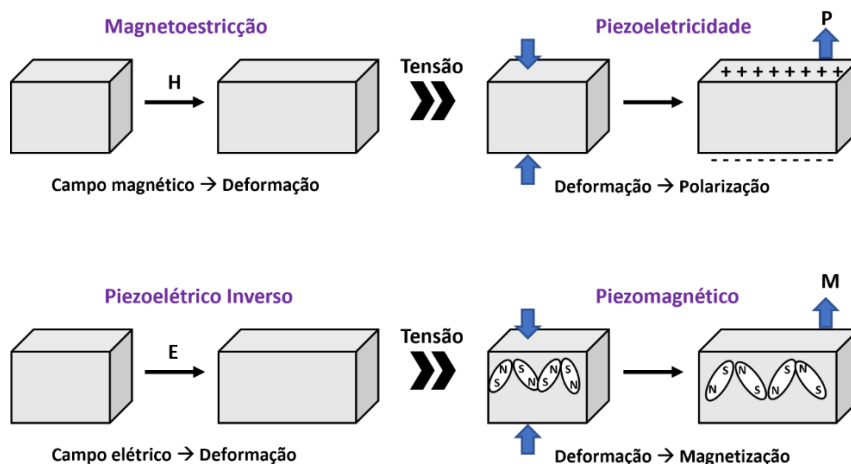 Magnetoestricção
H
Campo magnético → Deformação
Tensão
Piezoeletricidade
P
+ + + + + + + +
- - - - - - - - - - - - - -
Deformação → Polarização
Piezoelétrico Inverso
E
Campo elétrico → Deformação
Tensão
Piezomagnético
M
N S S N N S S N
S N N S S N N S
Deformação → Magnetização